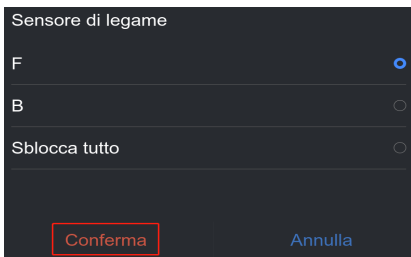 Sensore di legame
F
B
Sblocca tutto
Conferma Annulla